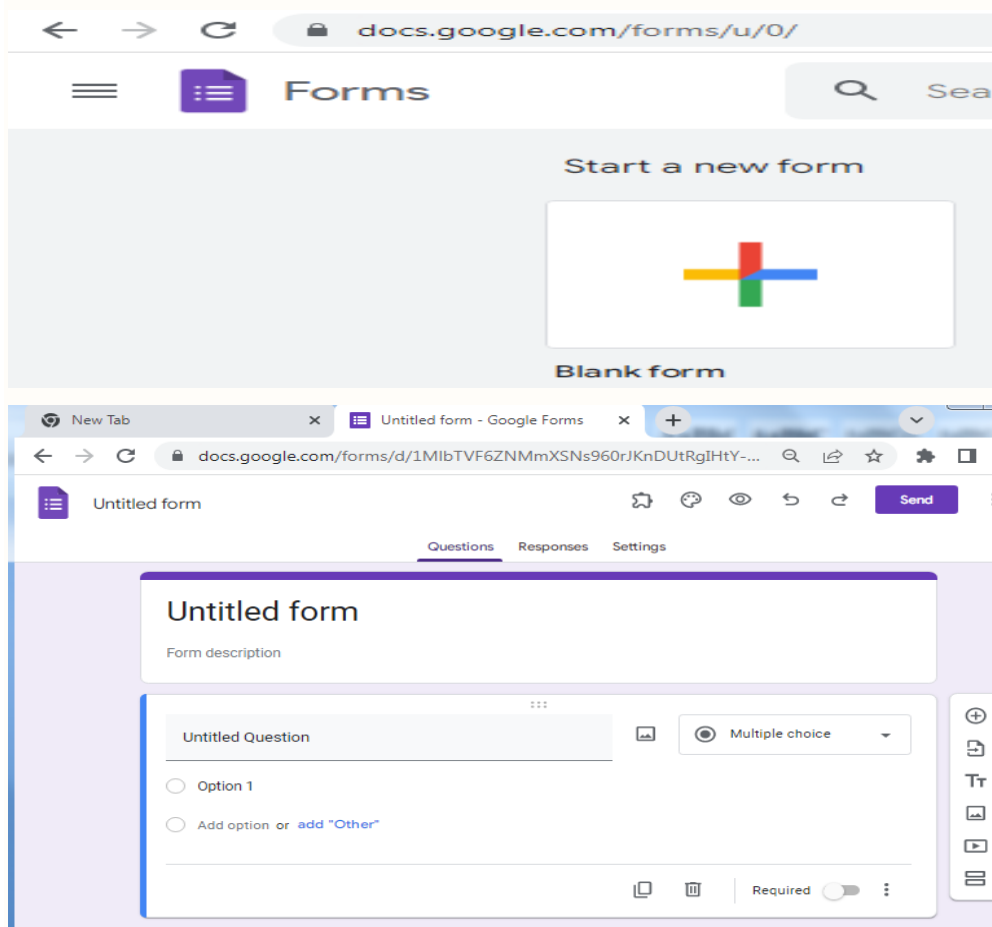 docs.google.com/forms/u/0/
Forms
Sea
Start a new form
Blank form
New Tab
Untitled form - Google Forms
docs.google.com/forms/d/1MIbTVF6ZNMmXSNs960rJKnDUtRgIHtY-...
Untitled form
Send
Questions Responses Settings
Untitled form
Form description
Untitled Question
Multiple choice
Option 1
Add option or add "Other"
Required
Tт